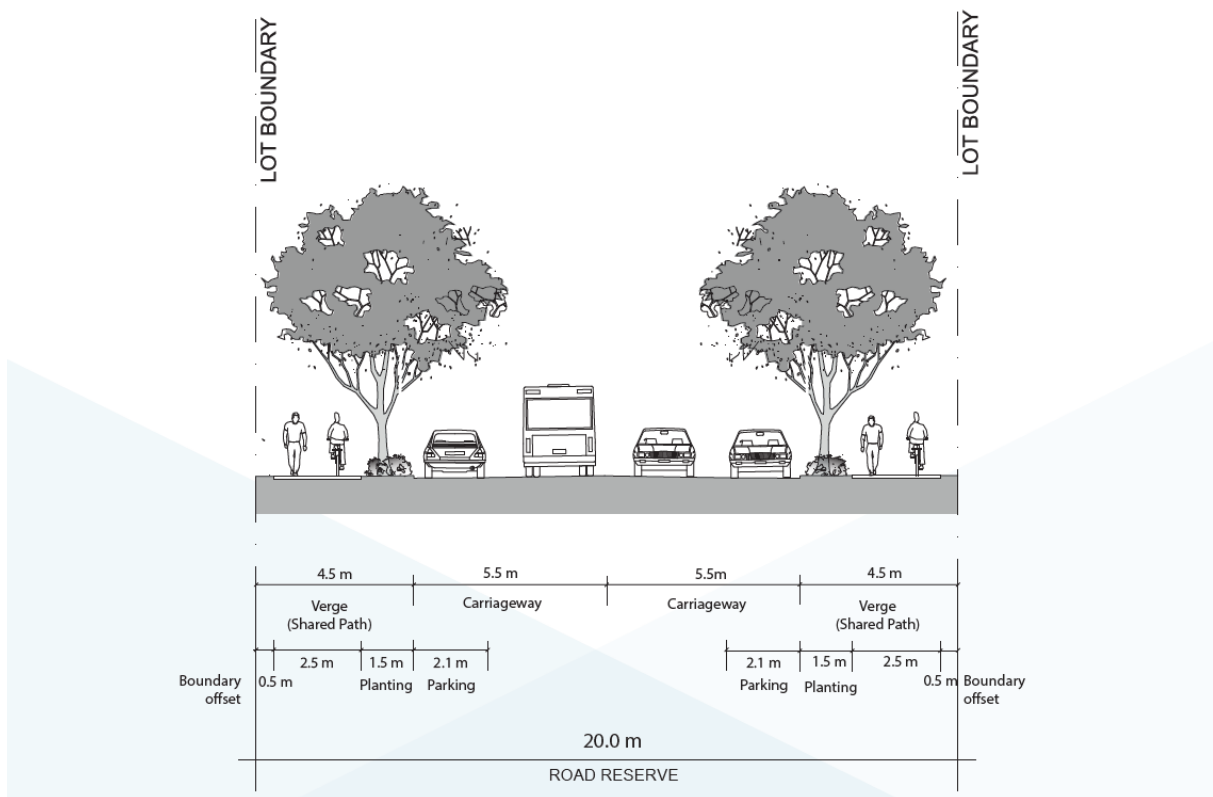 LOT BOUNDARY
LOT BOUNDARY
4.5 m
5.5 m
5.5m
4.5 m
Verge
(Shared Path)
Carriageway
Carriageway
Verge
(Shared Path)
Boundary
offset
0.5 m
2.5 m
1.5 m
Planting
2.1 m
Parking
2.1 m
Parking
1.5 m
Planting
2.5 m
0.5 m
Boundary
offset
20.0 m
ROAD RESERVE